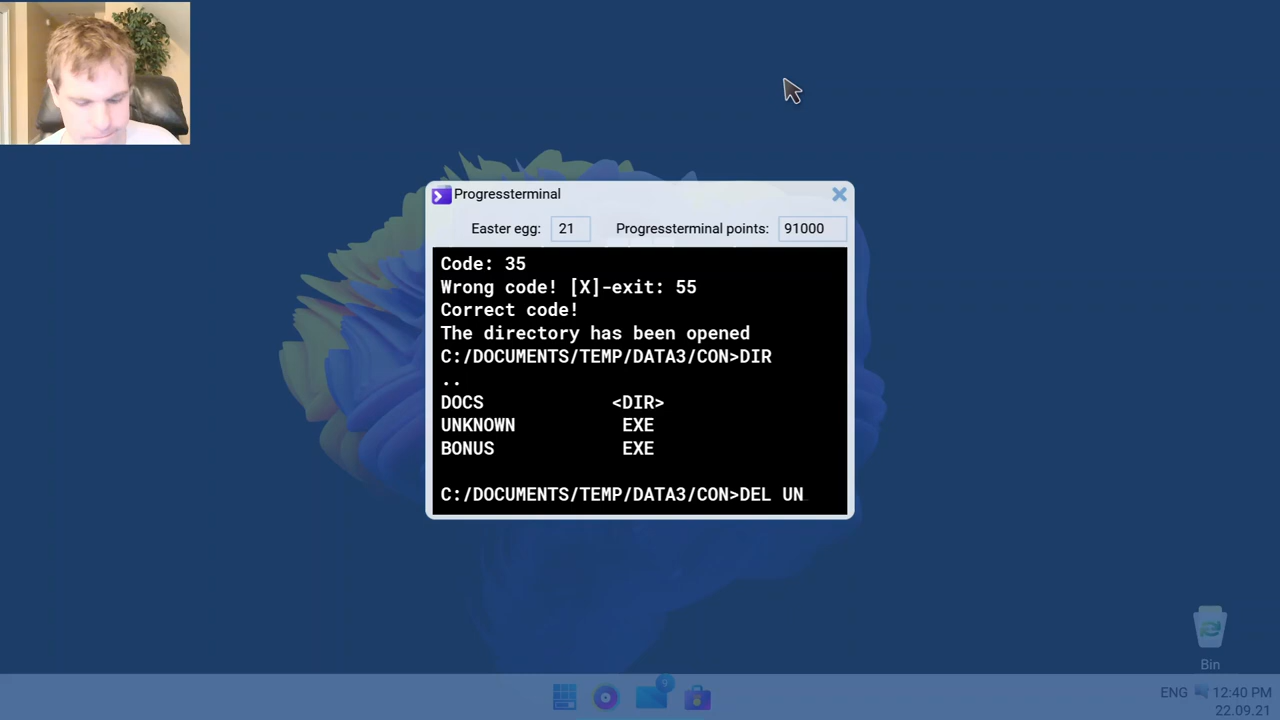 Progressterminal
Easter egg: 21 Progressterminal points: 91000
Code: 35
Wrong code! [X]-exit: 55
Correct code!
The directory has been opened
C:/DOCUMENTS/TEMP/DATA3/CON>DIR
..
DOCS <DIR>
UNKNOWN EXE
BONUS EXE
C:/DOCUMENTS/TEMP/DATA3/CON>DEL UN
Bin
9
ENG 12:40 PM
22.09.21